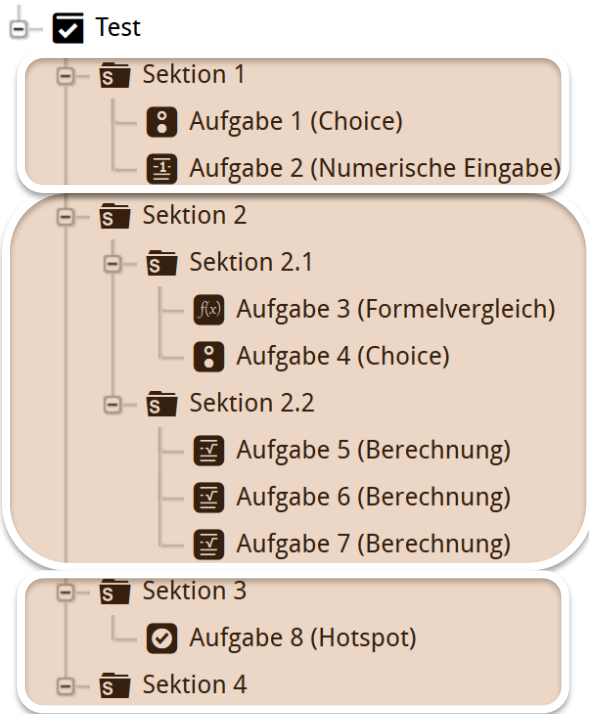 Test
Sektion 1
Aufgabe 1 (Choice)
Aufgabe 2 (Numerische Eingabe)
Sektion 2
Sektion 2.1
Aufgabe 3 (Formelvergleich)
Aufgabe 4 (Choice)
Sektion 2.2
Aufgabe 5 (Berechnung)
Aufgabe 6 (Berechnung)
Aufgabe 7 (Berechnung)
Sektion 3
Aufgabe 8 (Hotspot)
Sektion 4